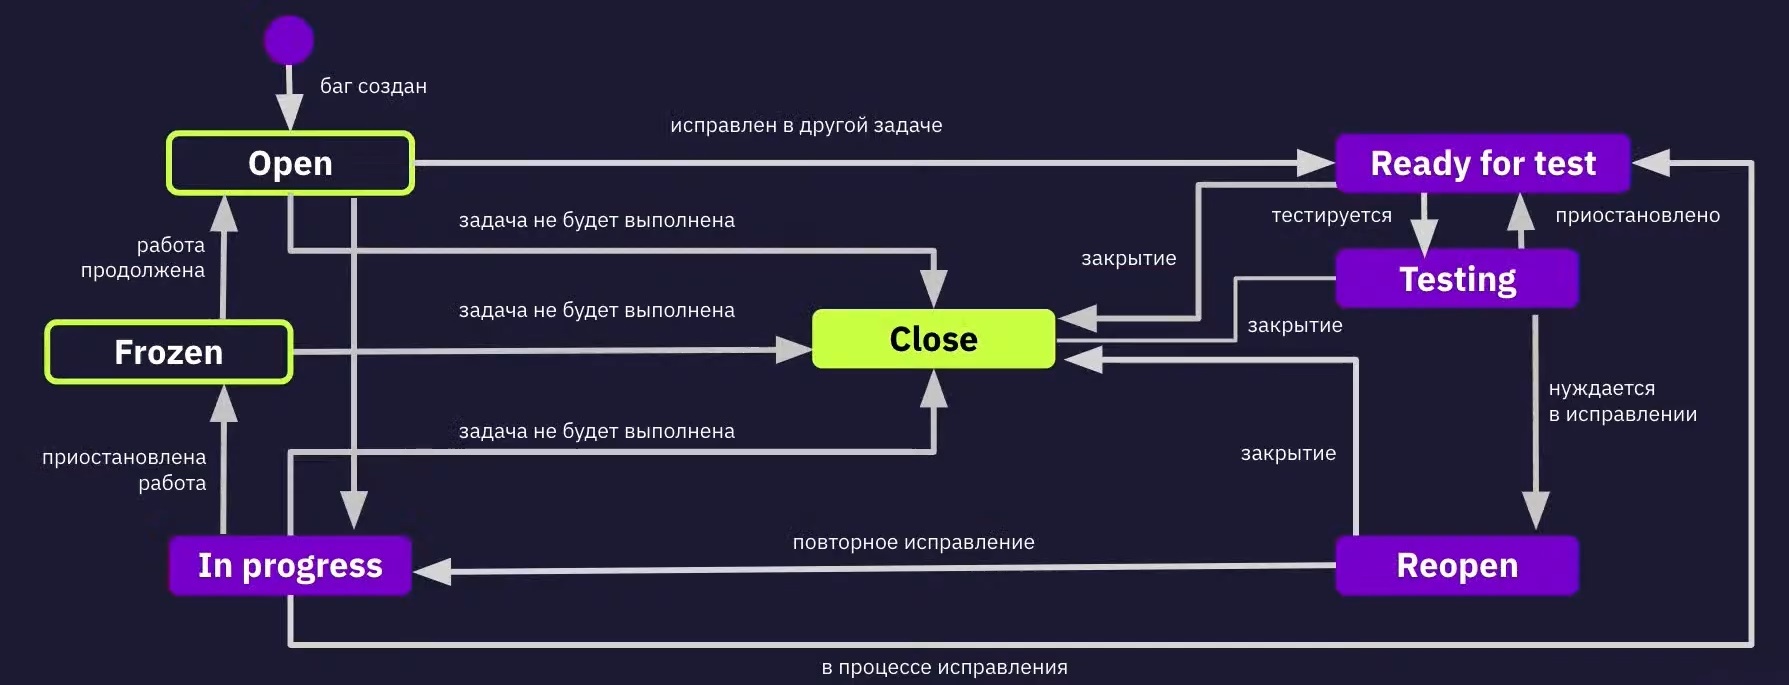 баг создан
исправлен в другой задаче
Open
Ready for test
задача не будет выполнена
тестируется
приостановлено
работа
продолжена
закрытие
Testing
задача не будет выполнена
закрытие
Frozen
Close
нуждается
в исправлении
задача не будет выполнена
закрытие
приостановлена
работа
повторное исправление
In progress
Reopen
в процессе исправления